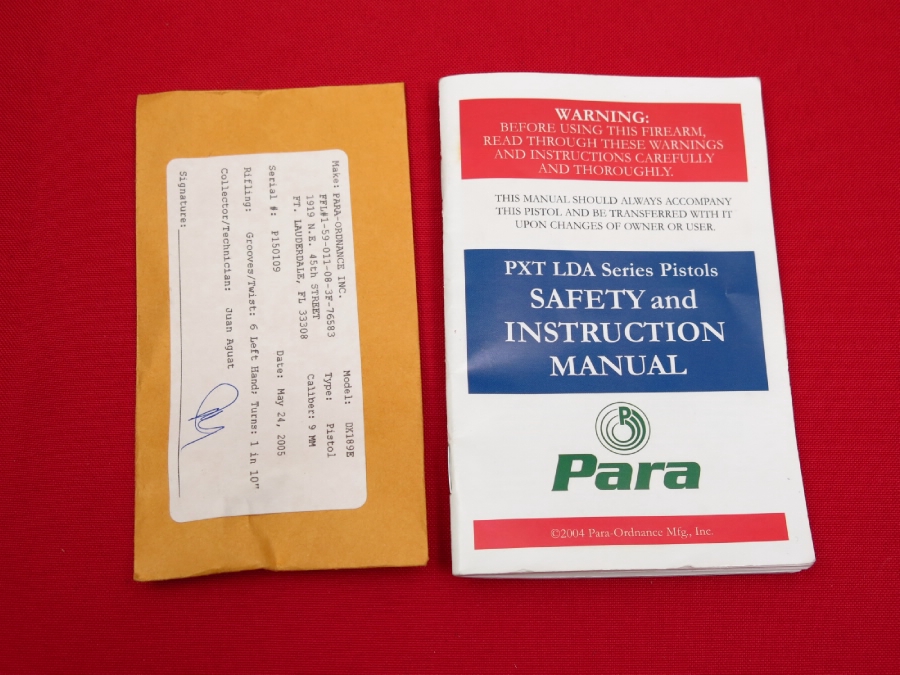 Make: PARA-ORDNANCE INC.
FFL#1-59-011-08-3F-76583
1919 N.E. 45th STREET
FT. LAUDERDALE, FL 33308
Model: DX189E
Type: Pistol
Caliber: 9 MM
Serial #: P150109 Date: May 24, 2005
Rifling: Grooves/Twist: 6 Left Hand; Turns: 1 in 10"
Collector/Technician: Juan Aguat
Signature:
WARNING:
BEFORE USING THIS FIREARM,
READ THROUGH THESE WARNINGS
AND INSTRUCTIONS CAREFULLY
AND THOROUGHLY.
THIS MANUAL SHOULD ALWAYS ACCOMPANY
THIS PISTOL AND BE TRANSFERRED WITH IT
UPON CHANGES OF OWNER OR USER.
PXT LDA Series Pistols
SAFETY and
INSTRUCTION
MANUAL
Para
©2004 Para-Ordnance Mfg., Inc.